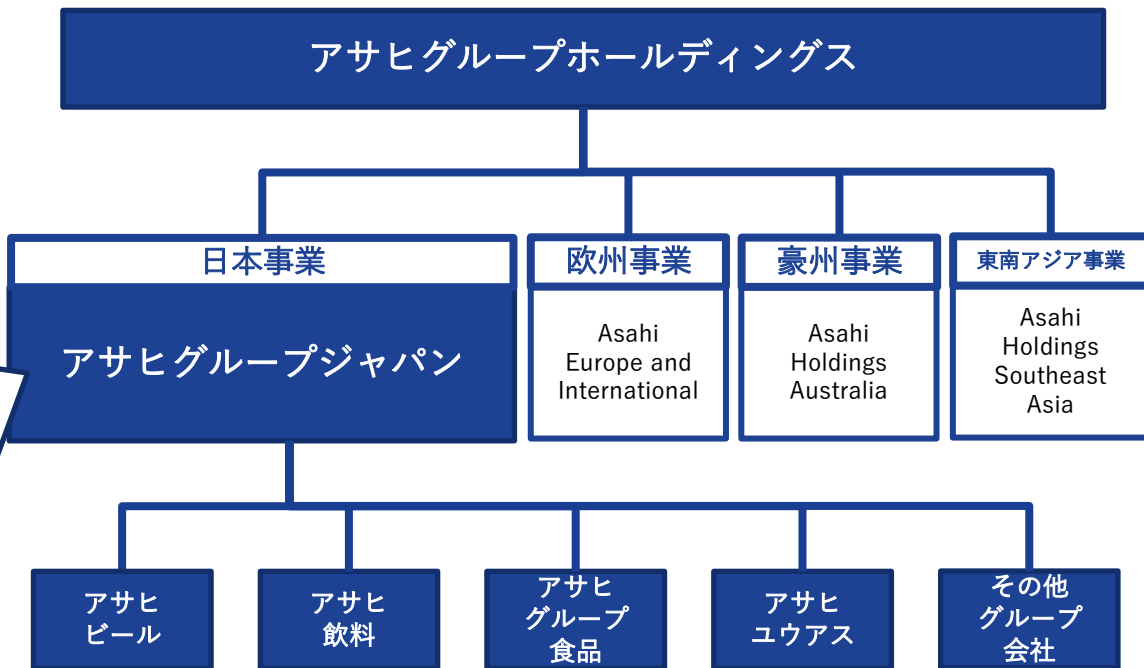 アサヒグループホールディングス
日本事業
アサヒグループジャパン
欧州事業
Asahi
Europe and
International
豪州事業
Asahi
Holdings
Australia
東南アジア事業
Asahi
Holdings
Southeast
Asia
アサヒ
ビール
アサヒ
飲料
アサヒ
グループ
食品
アサヒ
ユウアス
その他
グループ
会社